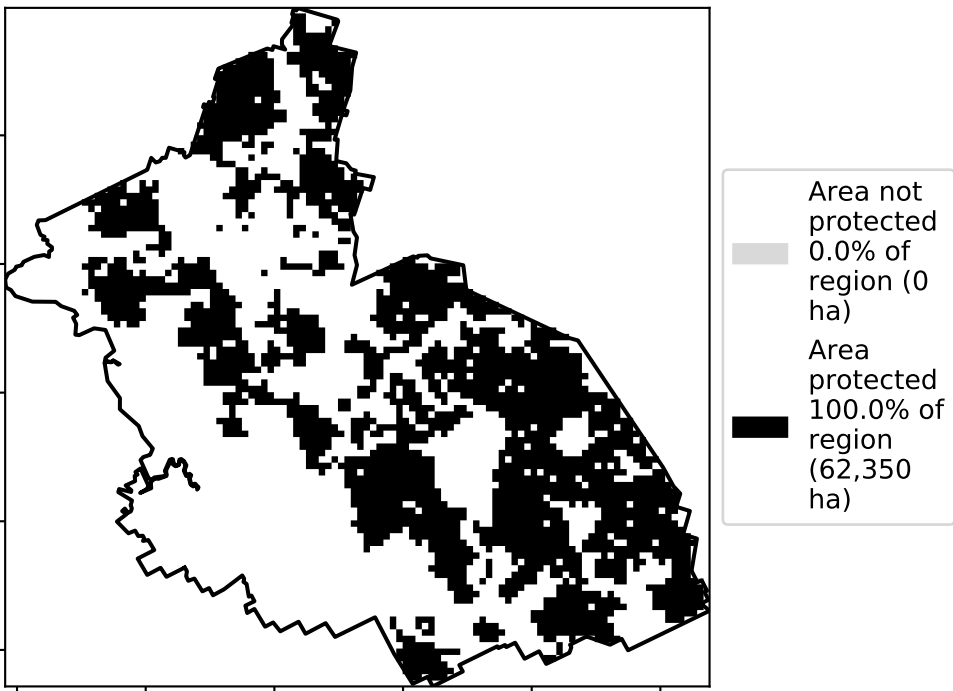 Area not
protected
0.0% of
region (0
ha)
Area
protected
100.0% of
region
(62,350
ha)